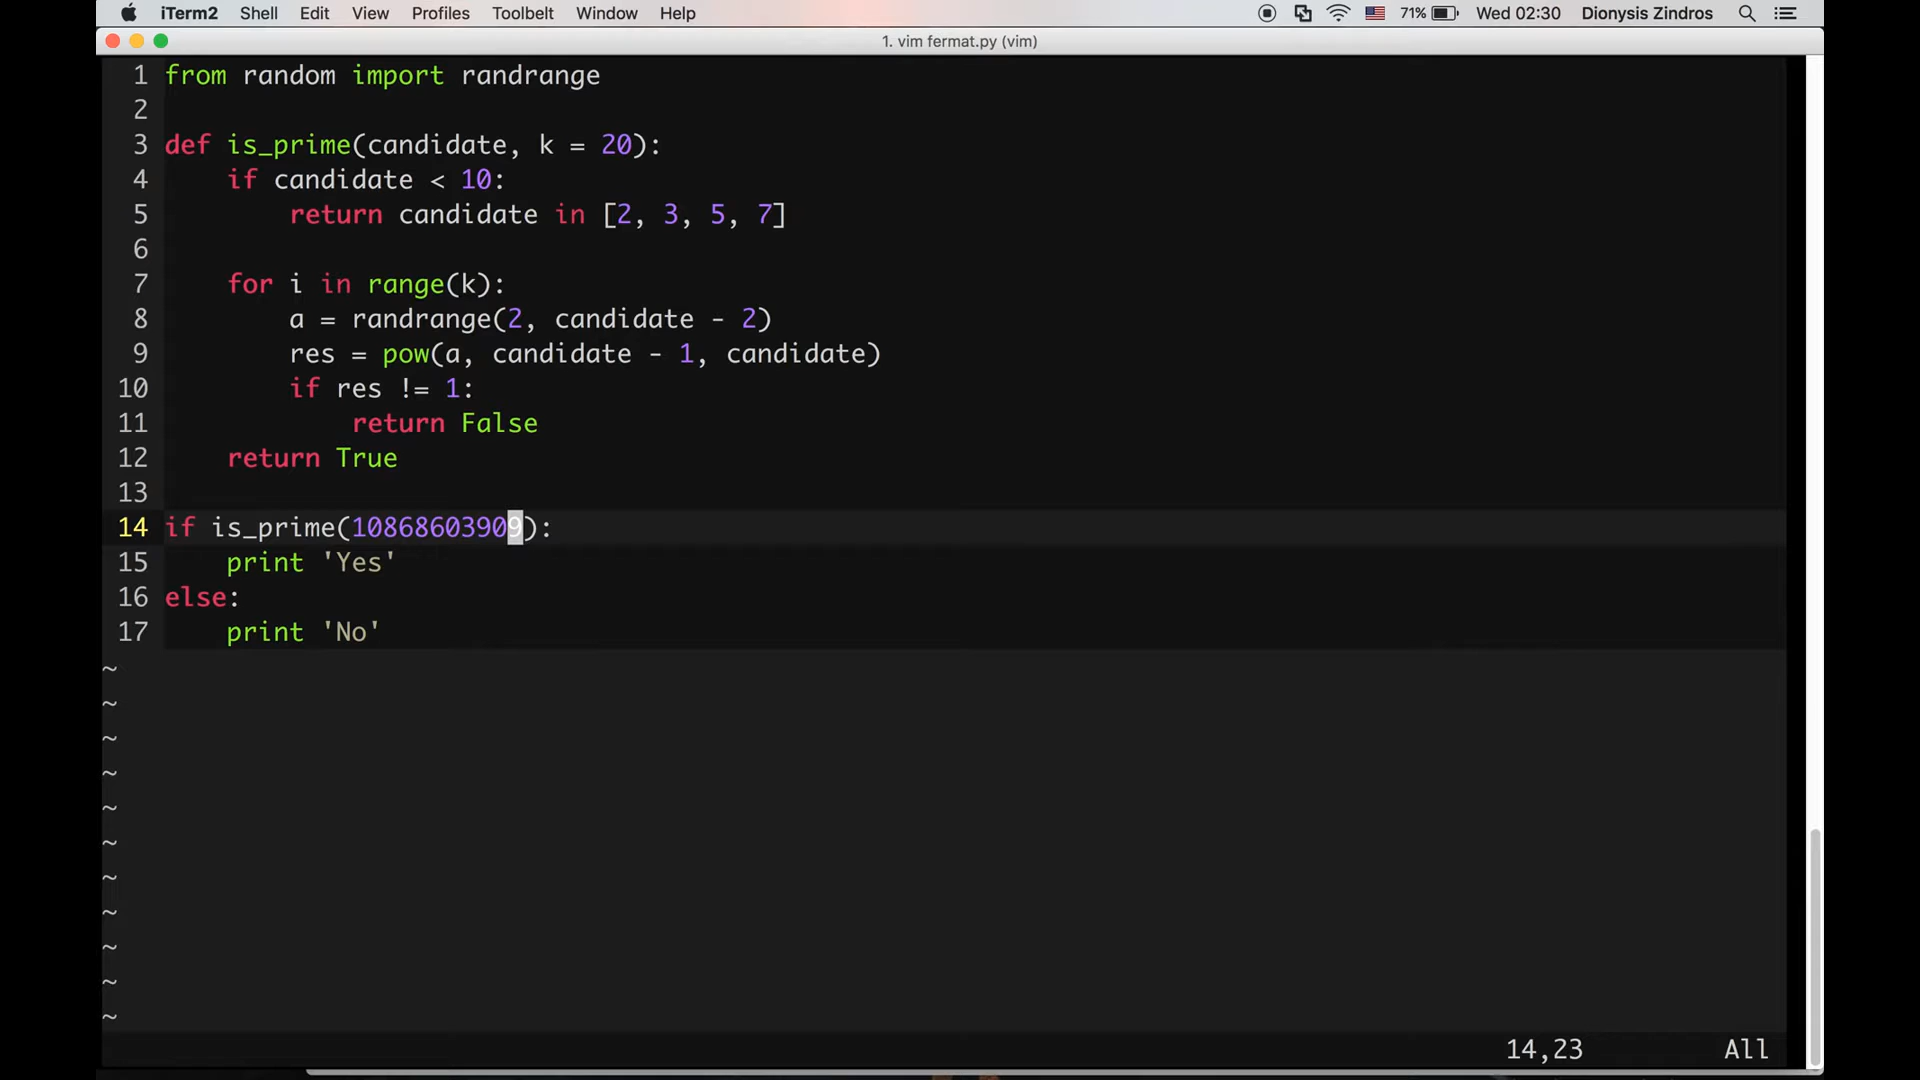 iTerm2 Shell Edit View Profiles Toolbelt Window Help 71% Wed 02:30 Dionysis Zindros
1. vim fermat.py (vim)
1 from random import randrange
2
3 def is_prime(candidate, k = 20):
4     if candidate < 10:
5         return candidate in [2, 3, 5, 7]
6
7     for i in range(k):
8         a = randrange(2, candidate - 2)
9         res = pow(a, candidate - 1, candidate)
10         if res != 1:
11             return False
12     return True
13
14 if is_prime(10868603909):
15     print 'Yes'
16 else:
17     print 'No'
~
~
~
~
~
~
~
~
~
~
~
14,23 All